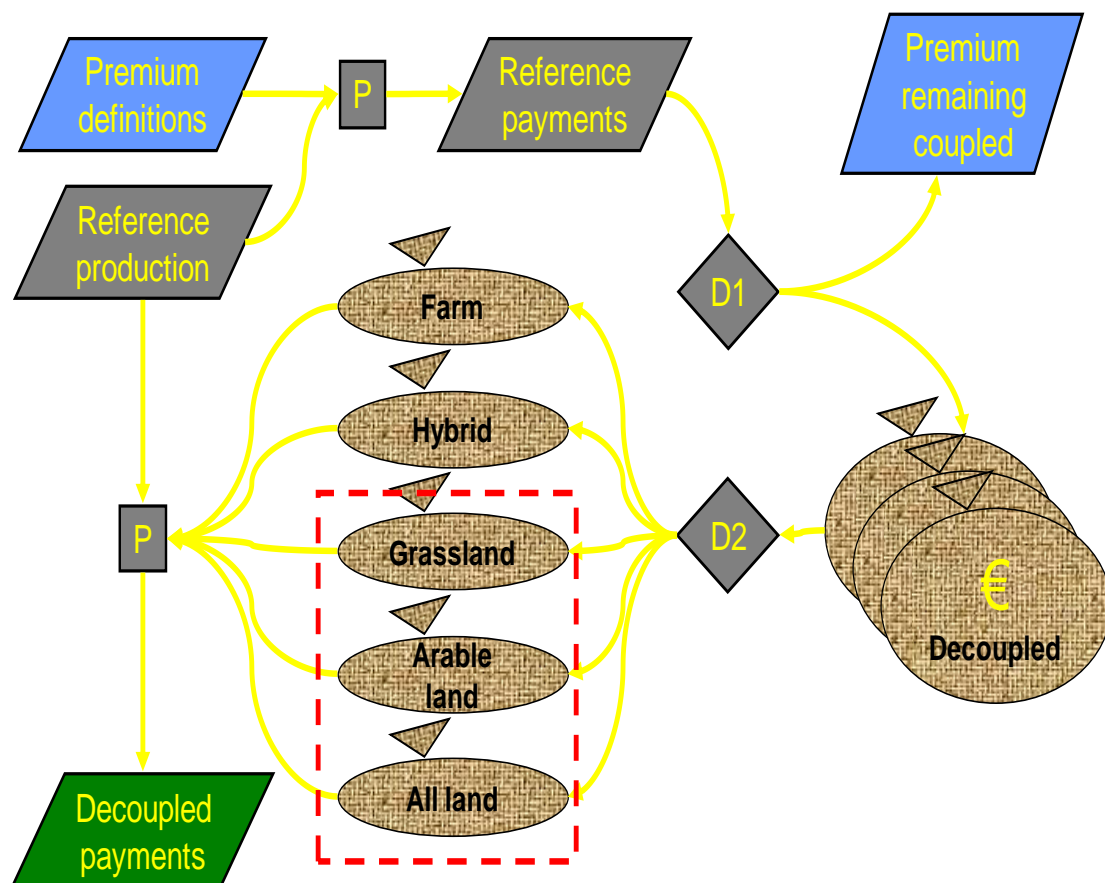 Premium
definitions
P
Reference
payments
Premium
remaining
coupled
Reference
production
D1
Farm
Hybrid
Grassland
Arable
land
All land
P
D2
€
Decoupled
Decoupled
payments